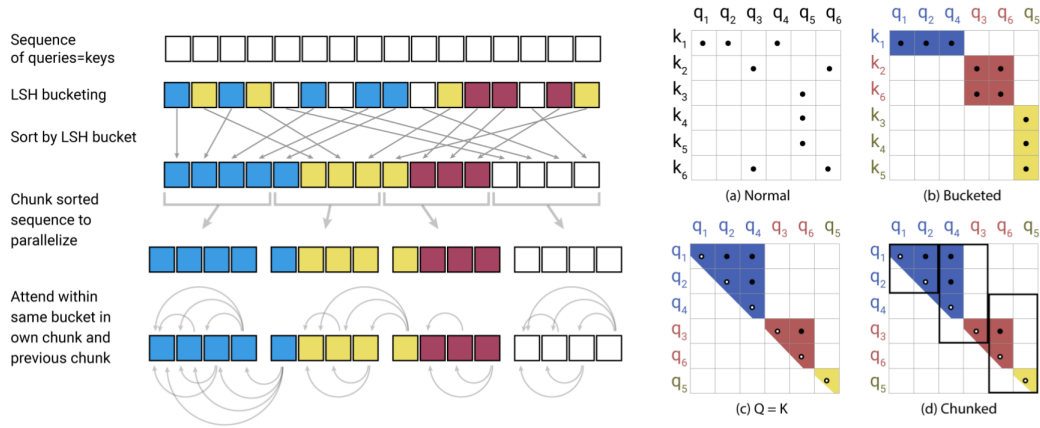 Sequence
of queries=keys
LSH bucketing
Sort by LSH bucket
Chunk sorted
sequence to
parallelize
Attend within
same bucket in
own chunk and
previous chunk
q1 q2 q3 q4 q5 q6
k1
k2
k3
k4
k5
k6
(a) Normal
q1 q2 q4 q3 q6 q5
k1
k2
k6
k3
k4
k5
(b) Bucketed
q1 q2 q4 q3 q6 q5
q1
q2
q4
q3
q6
q5
(c) Q = K
q1 q2 q4 q3 q6 q5
q1
q2
q4
q3
q6
q5
(d) Chunked